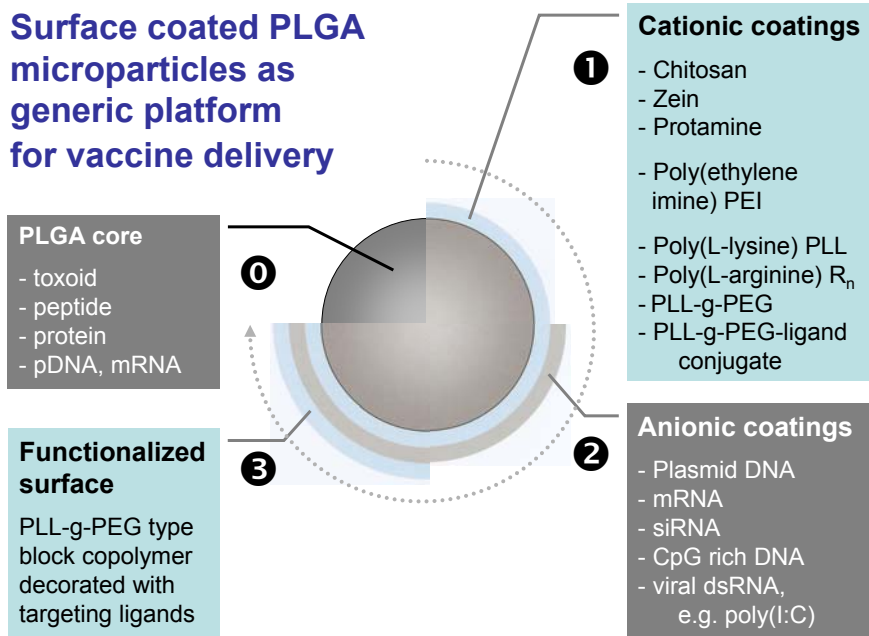 Surface coated PLGA
microparticles as
generic platform
for vaccine delivery
⓿
PLGA core
- toxoid
- peptide
- protein
- pDNA, mRNA
❶
Cationic coatings
- Chitosan
- Zein
- Protamine
- Poly(ethylene
imine) PEI
- Poly(L-lysine) PLL
- Poly(L-arginine) Rn
- PLL-g-PEG
- PLL-g-PEG-ligand
conjugate
❷
Anionic coatings
- Plasmid DNA
- mRNA
- siRNA
- CpG rich DNA
- viral dsRNA,
e.g. poly(I:C)
❸
Functionalized
surface
PLL-g-PEG type
block copolymer
decorated with
targeting ligands